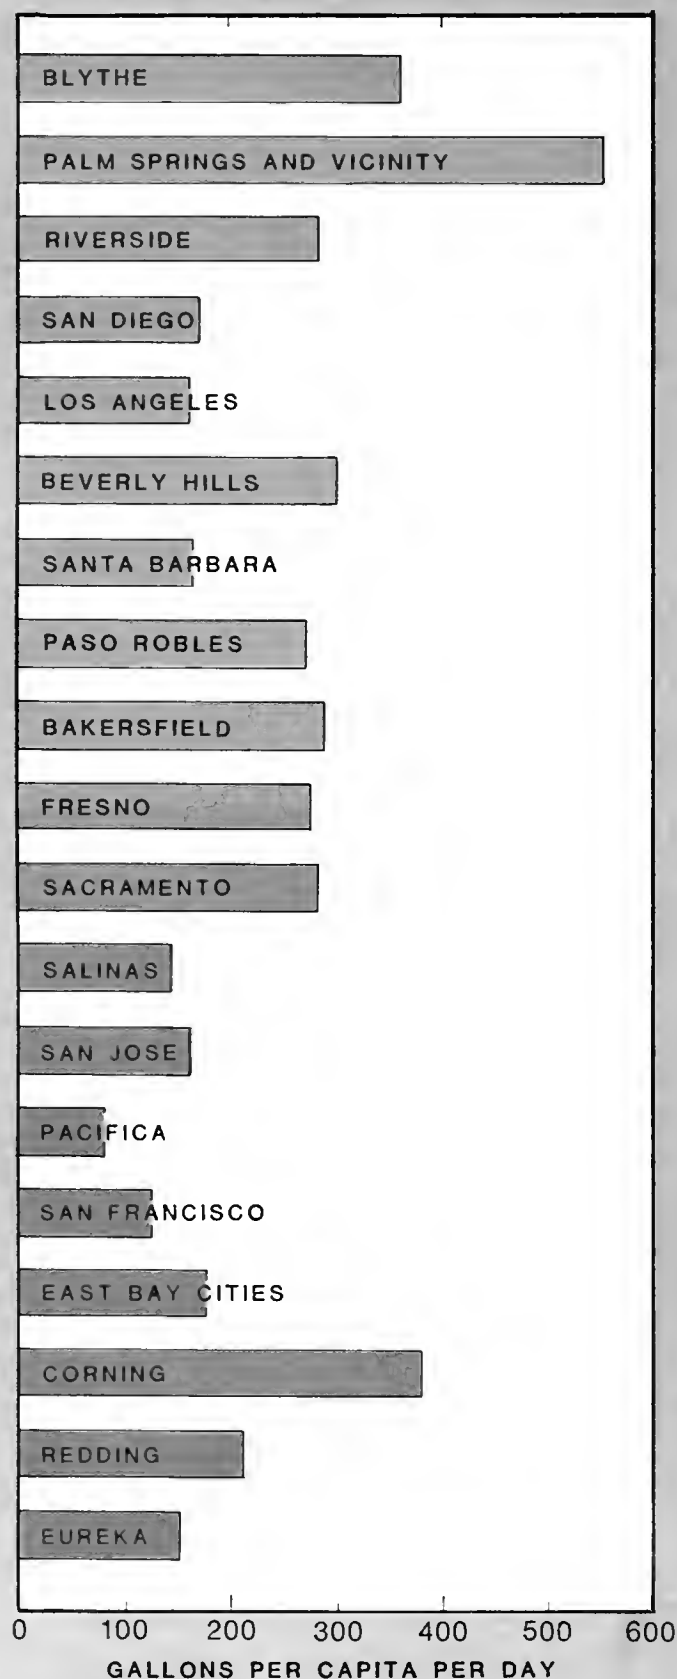 BLYTHE
PALM SPRINGS AND VICINITY
RIVERSIDE
SAN DIEGO
LOS ANGELES
BEVERLY HILLS
SANTA BARBARA
PASO ROBLES
BAKERSFIELD
FRESNO
SACRAMENTO
SALINAS
SAN JOSE
PACIFICA
SAN FRANCISCO
EAST BAY CITIES
CORNING
REDDING
EUREKA
0 100 200 300 400 500 600
GALLONS PER CAPITA PER DAY